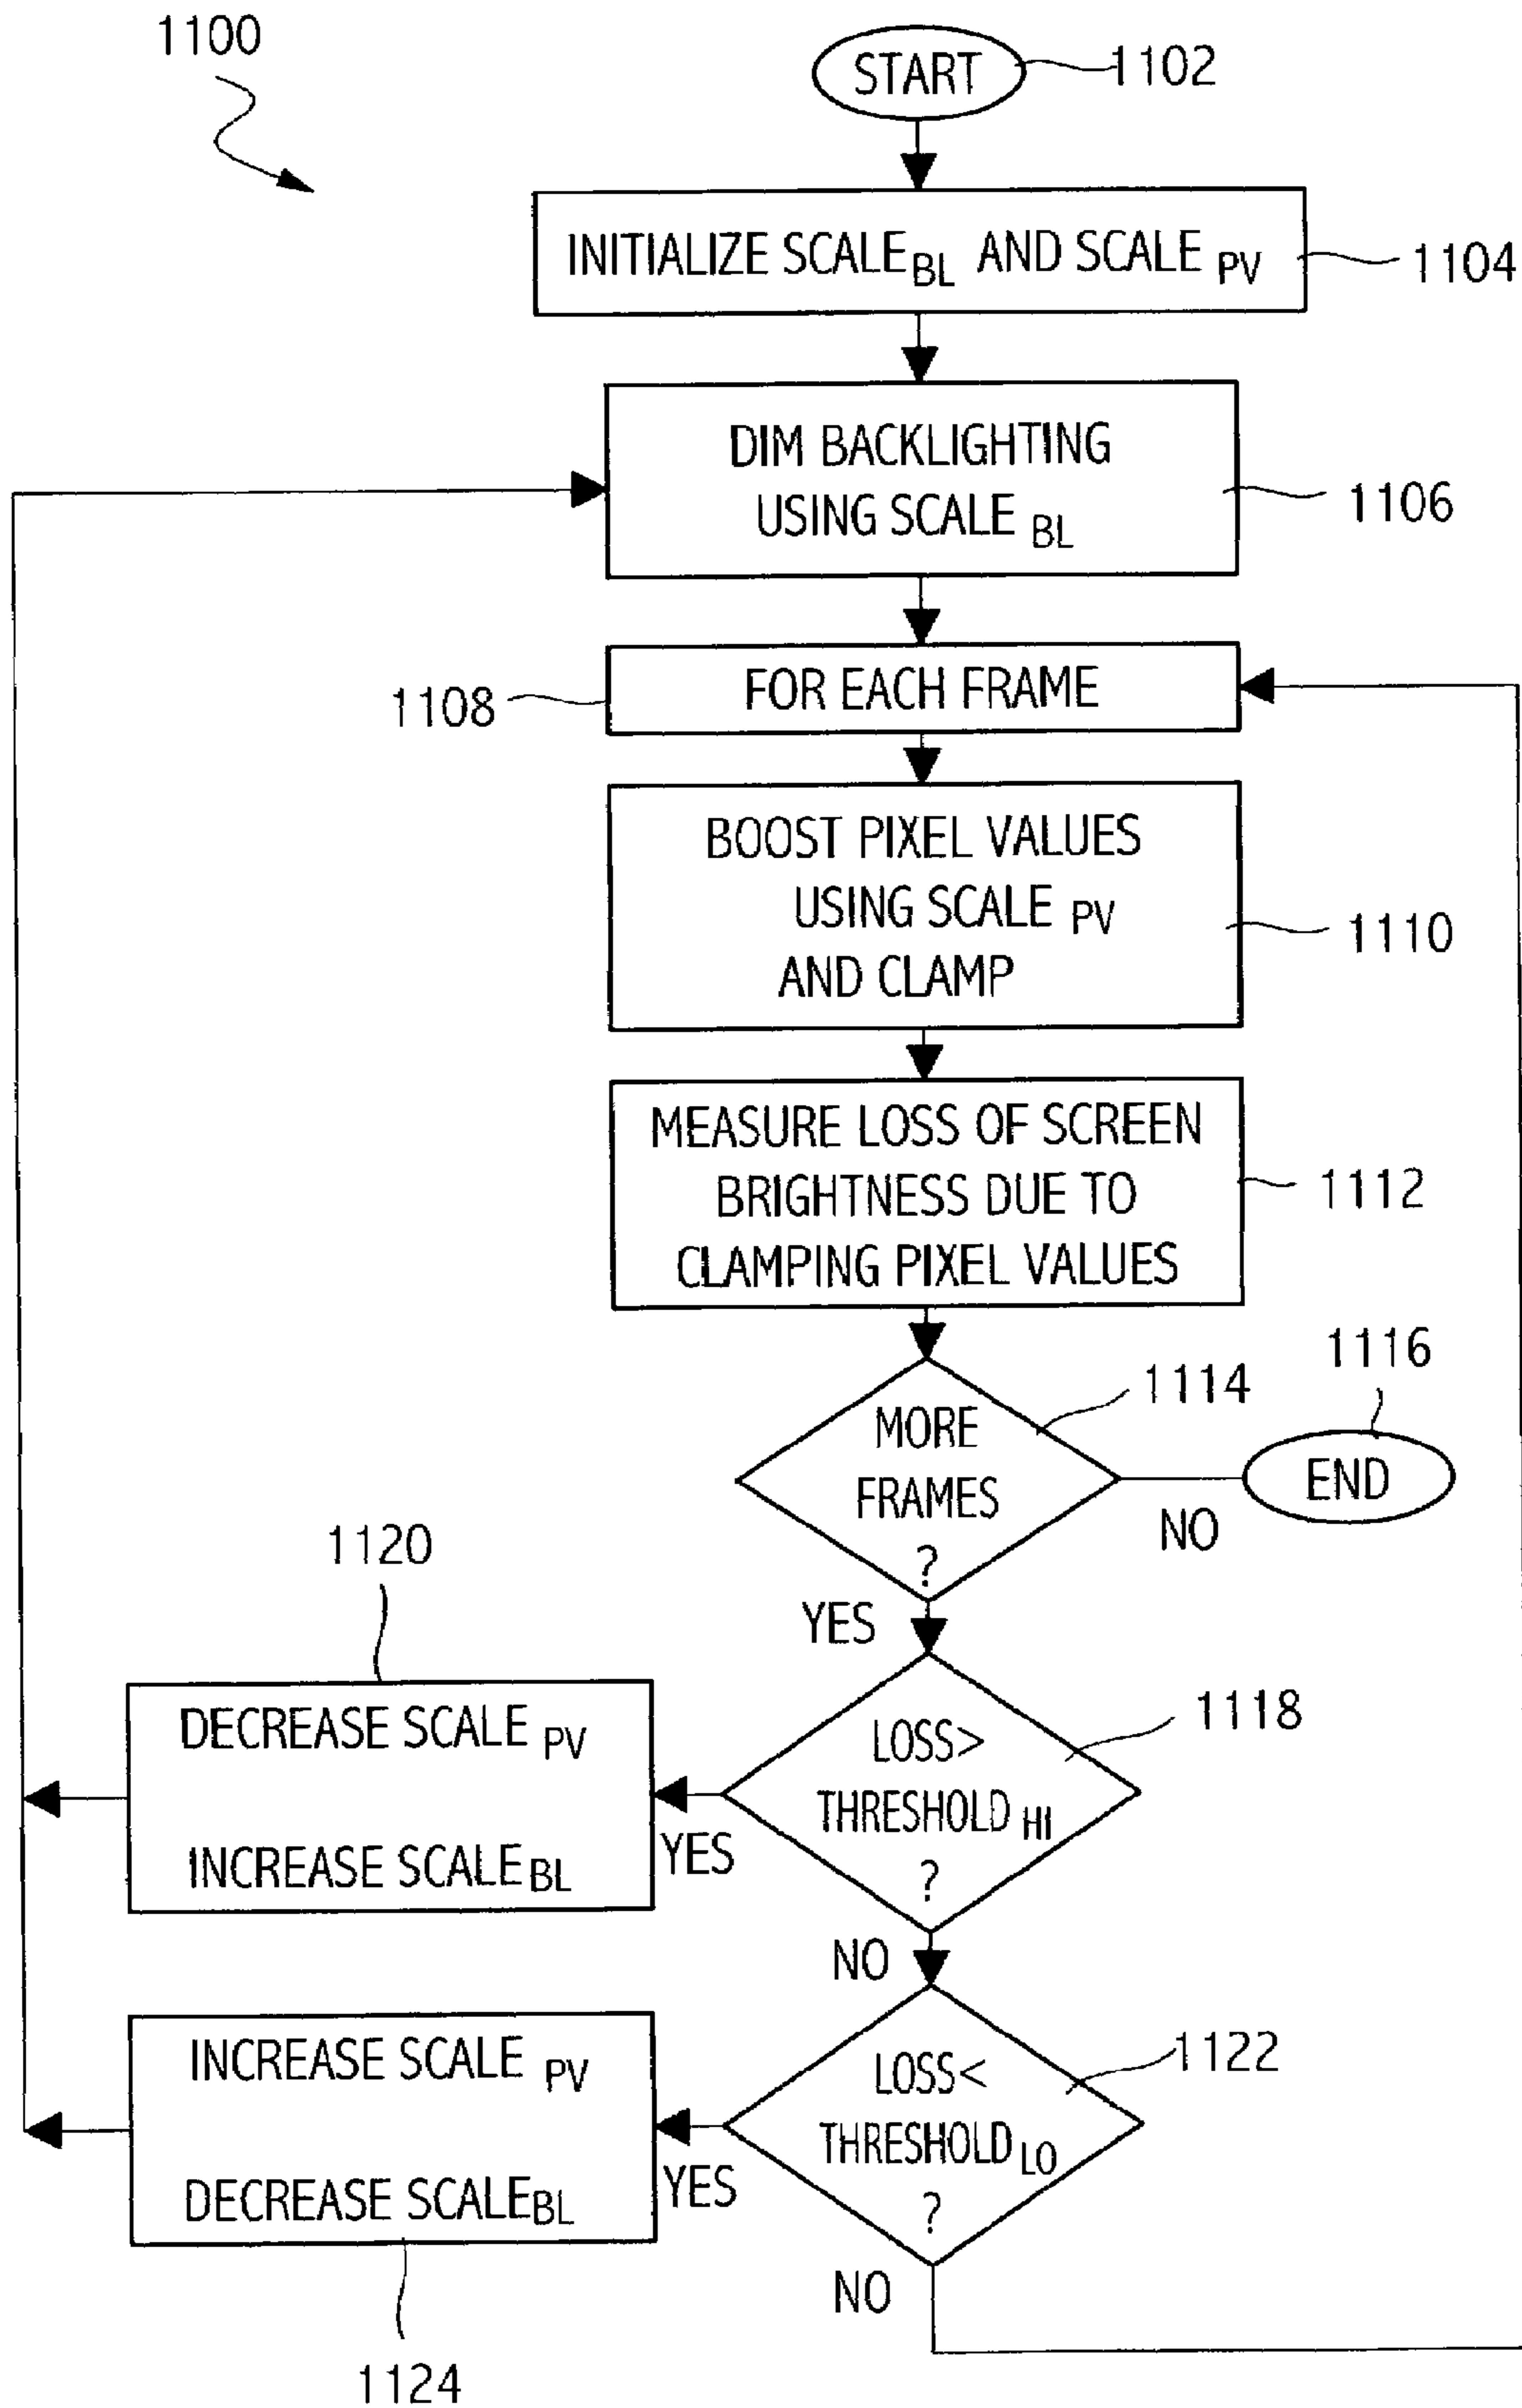 1100
START
1102
INITIALIZE SCALE BL AND SCALE PV
1104
DIM BACKLIGHTING
USING SCALE BL
1106
FOR EACH FRAME
1108
BOOST PIXEL VALUES
USING SCALE PV
AND CLAMP
1110
MEASURE LOSS OF SCREEN
BRIGHTNESS DUE TO
CLAMPING PIXEL VALUES
1112
MORE
FRAMES
?
1114
1116
END
NO
YES
1120
DECREASE SCALE PV
INCREASE SCALE BL
YES
LOSS>
THRESHOLD HI
?
1118
NO
INCREASE SCALE PV
DECREASE SCALE BL
YES
LOSS<
THRESHOLD LO
?
1122
NO
1124